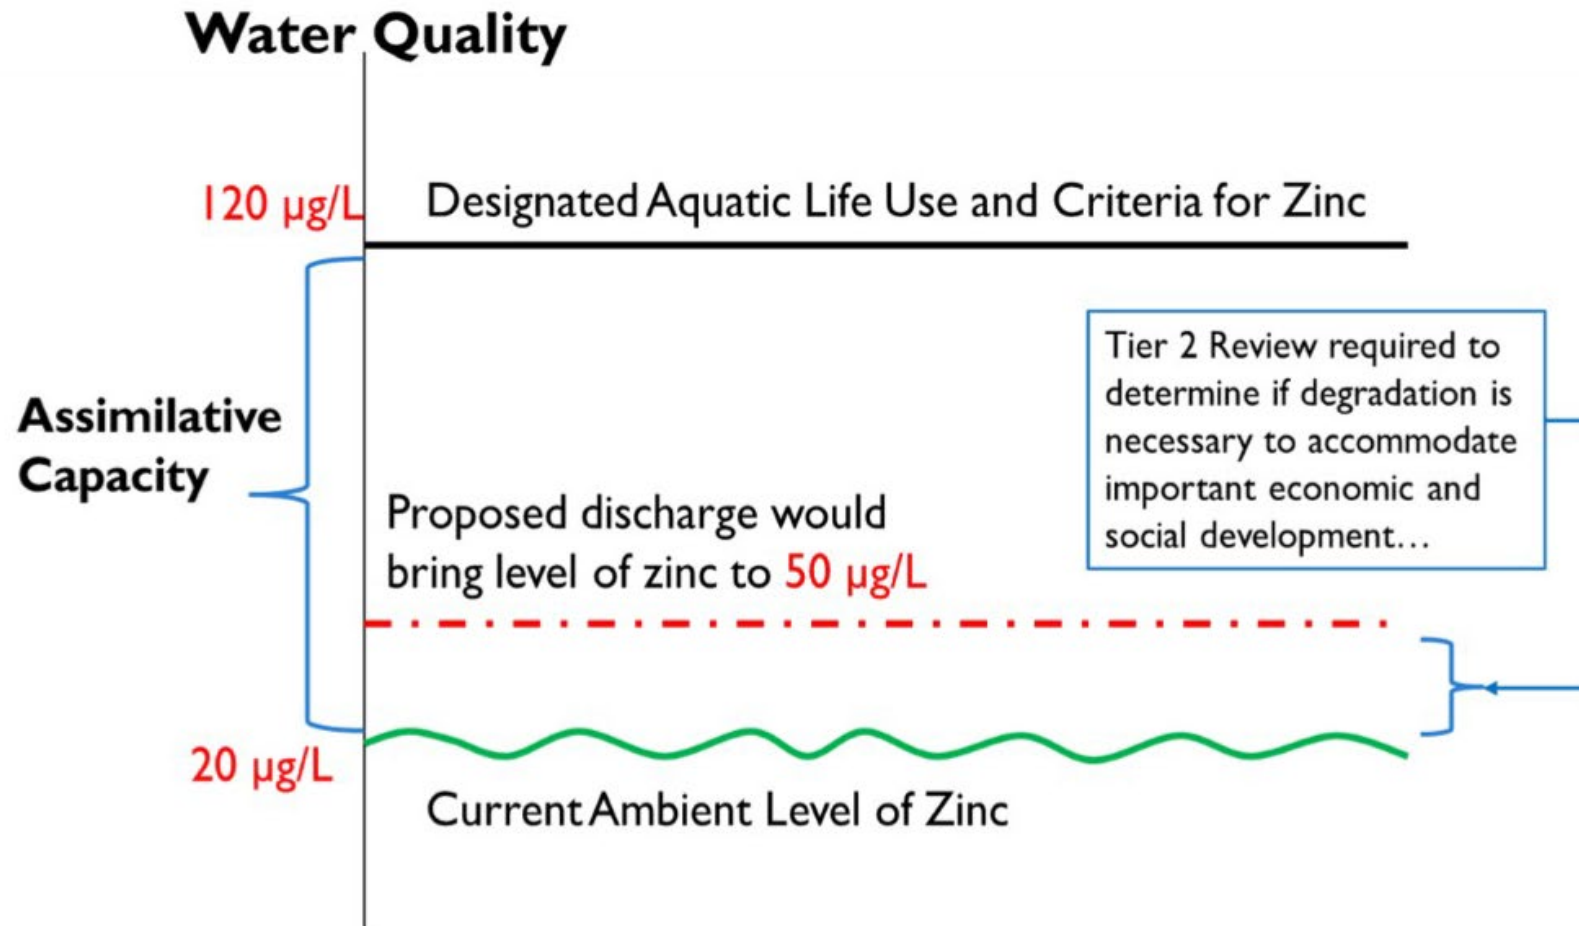 Water Quality
120 µg/L
Designated Aquatic Life Use and Criteria for Zinc
Tier 2 Review required to
determine if degradation is
necessary to accommodate
important economic and
social development...
Assimilative
Capacity
Proposed discharge would
bring level of zinc to 50 µg/L
20 µg/L
Current Ambient Level of Zinc